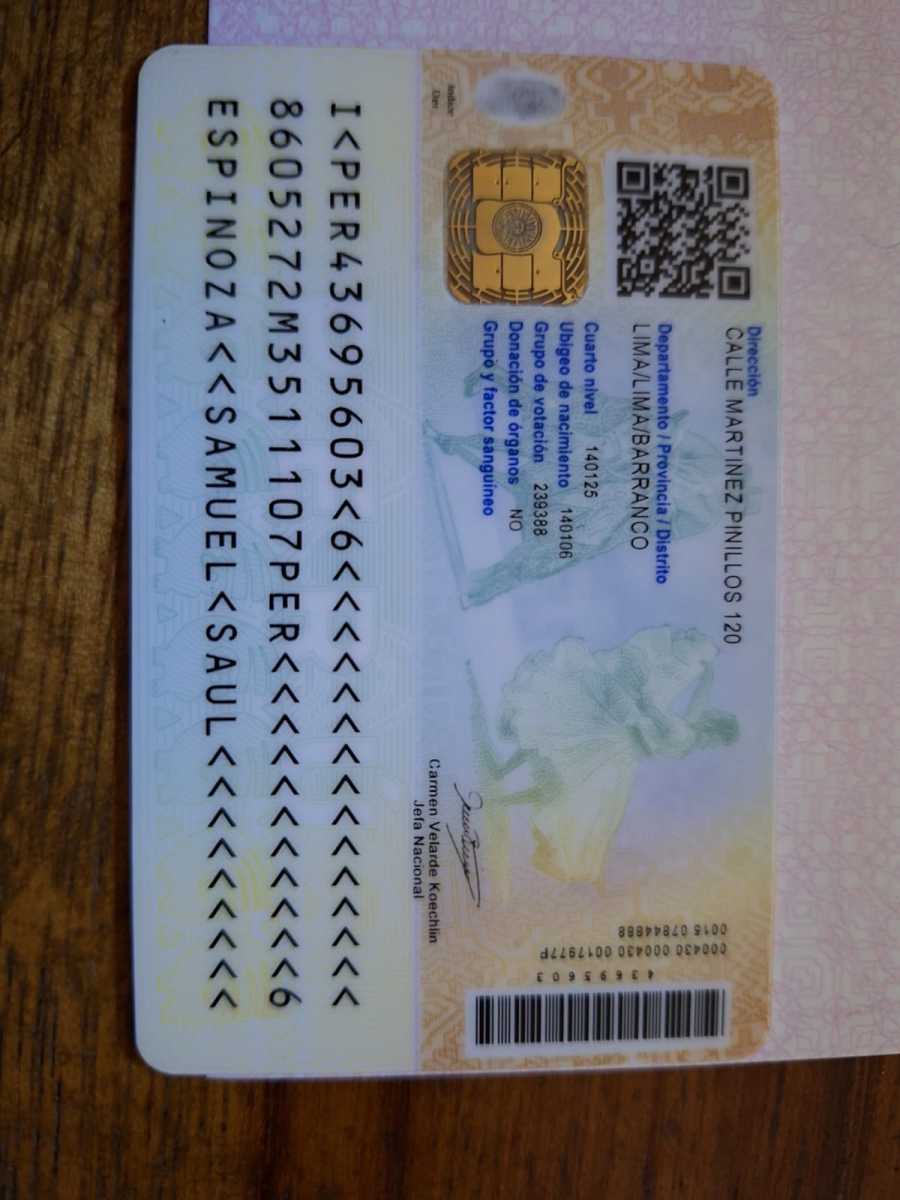 Dirección
CALLE MARTINEZ PINILLOS 120
Departamento / Provincia / Distrito
LIMA/LIMA/BARRANCO
Cuarto nivel 140125
Ubigeo de nacimiento 140106
Grupo de votación 239388
Donación de órganos NO
Grupo y factor sanguíneo
Carmen Velarde Koechlin
Jefa Nacional
43695603
000430 000430
I<PER43695603<6<<<<<<<<<<<<<<<
8605272M3511107PER<<<<<<<<<<<6
ESPINOZA<<SAMUEL<SAUL<<<<<<<<<